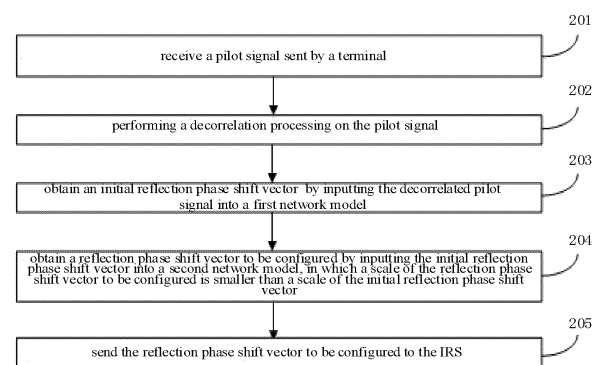 201
receive a pilot signal sent by a terminal
202
performing a decorrelation processing on the pilot signal
203
obtain an initial reflection phase shift vector by inputting the decorrelated pilot
signal into a first network model
204
obtain a reflection phase shift vector to be configured by inputting the initial reflection
phase shift vector into a second network model, in which a scale of the reflection phase
shift vector to be configured is smaller than a scale of the initial reflection phase shift
vector
205
send the reflection phase shift vector to be configured to the IRS